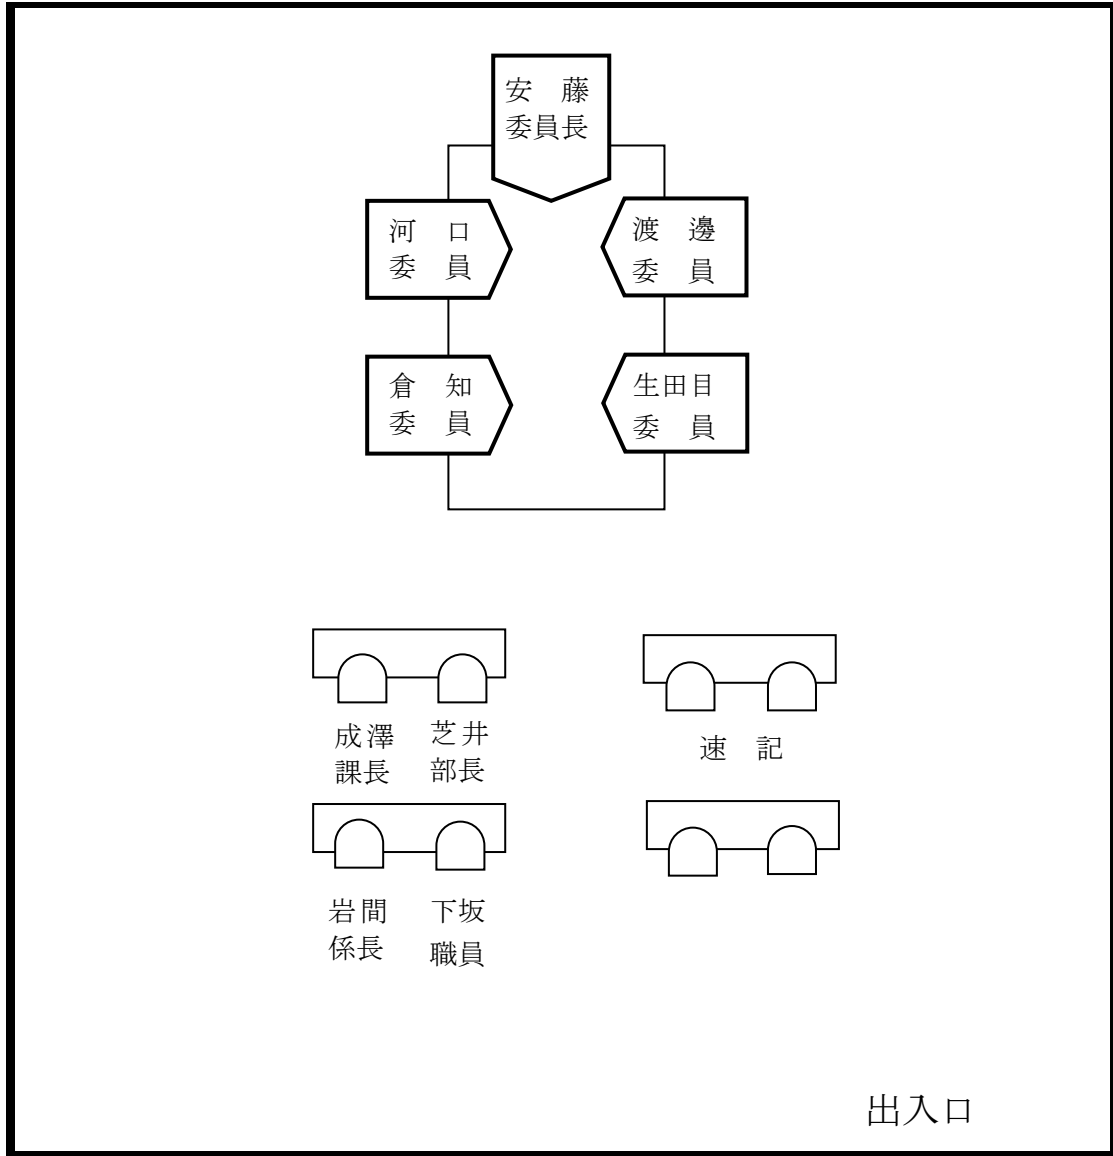 安　藤
委員長
河　口
委　員
渡　邊
委　員
倉　知
委　員
生田目
委　員
成澤
課長
芝井
部長
速　記
岩間
係長
下坂
職員
出入口